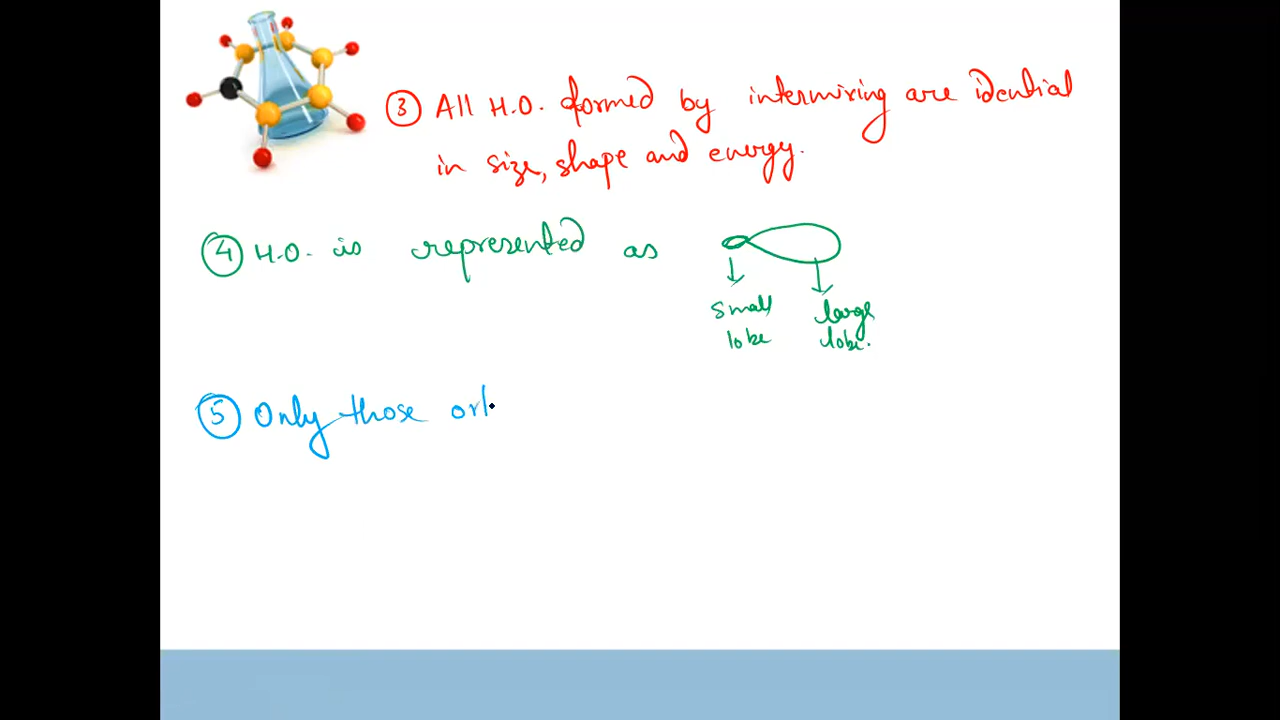 ③ All H.O. formed by intermixing are idential
in size, shape and energy.
④ H.O. is represented as
small lobe
large lobe.
⑤ Only those orb